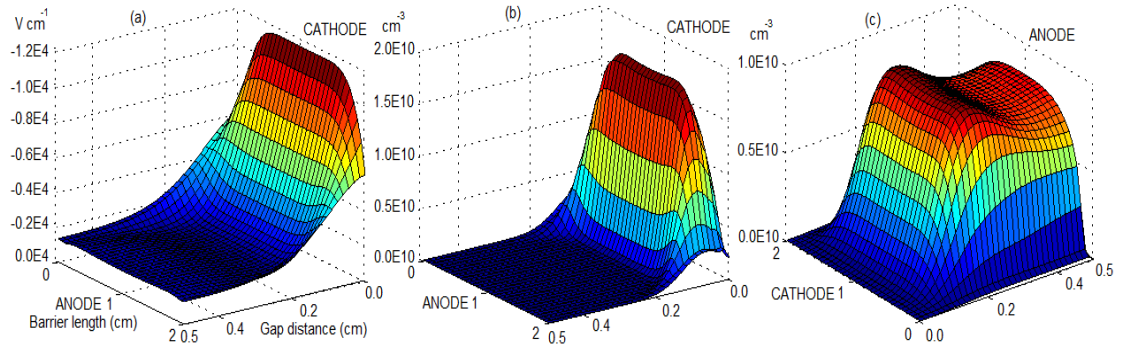 V cm-1
(a)
CATHODE
-1.2E4
-1.0E4
-0.8E4
-0.6E4
-0.4E4
-0.2E4
0.0E4
0
ANODE 1
Barrier length (cm)
2
0.5
0.4
0.2
0.0
Gap distance (cm)
cm-3
(b)
CATHODE
2.0E10
1.5E10
1.0E10
0.5E10
0.0E10
0
ANODE 1
2
0.5
0.4
0.2
0.0
cm-3
(c)
ANODE
1.0E10
0.5E10
0.0E10
2
CATHODE 1
0
0.0
0.2
0.4
0.5